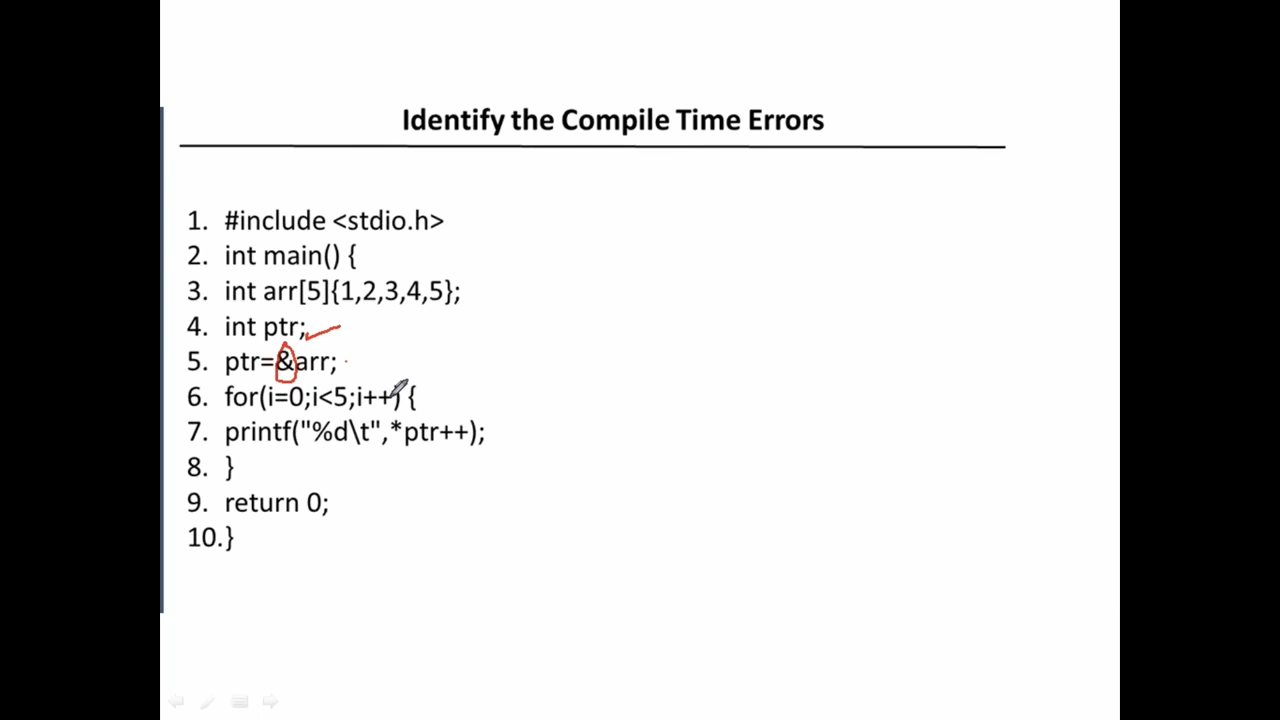 Identify the Compile Time Errors
1. #include <stdio.h>
2. int main() {
3. int arr[5]{1,2,3,4,5};
4. int ptr;
5. ptr=&arr;
6. for(i=0;i<5;i++) {
7. printf("%d\t",*ptr++);
8. }
9. return 0;
10.}